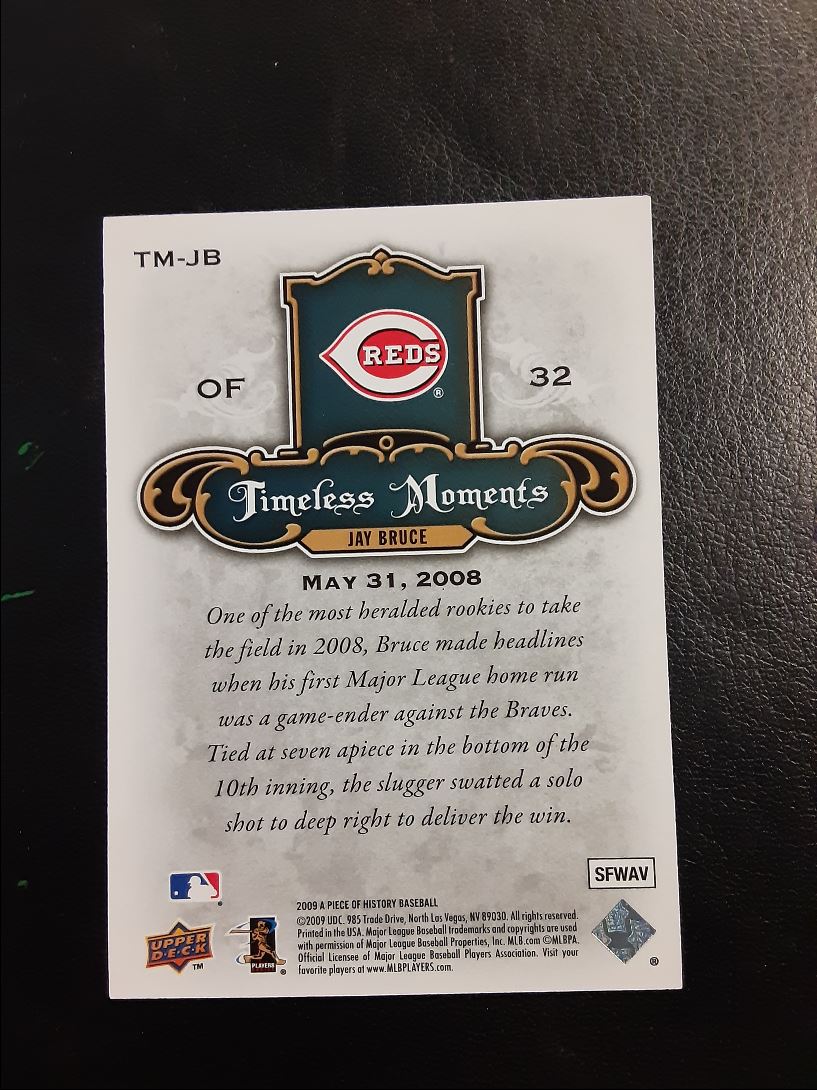 TM-JB
REDS
®
OF
32
Timeless Moments
JAY BRUCE
MAY 31, 2008
One of the most heralded rookies to take
the field in 2008, Bruce made headlines
when his first Major League home run
was a game-ender against the Braves.
Tied at seven apiece in the bottom of the
10th inning, the slugger swatted a solo
shot to deep right to deliver the win.
SFWAV
2009 A PIECE OF HISTORY BASEBALL
©2009 UDC. 985 Trade Drive, North Las Vegas, NV 89030. All rights reserved.
Printed in the USA. Major League Baseball trademarks and copyrights are used
with permission of Major League Baseball Properties, Inc. MLB.com ©MLBPA.
Official Licensee of Major League Baseball Players Association. Visit your
favorite players at www.MLBPLAYERS.com.
UPPER
D·E·C·K
TM
PLAYERS
®
®